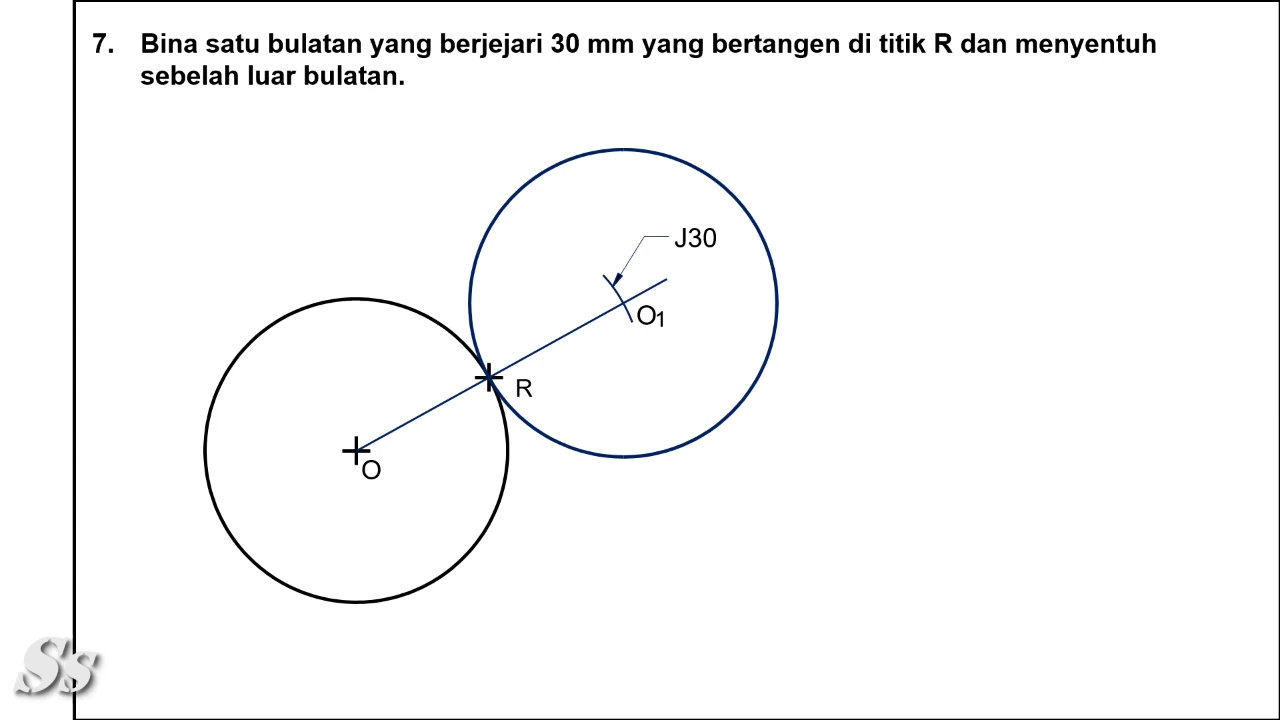 7. Bina satu bulatan yang berjejari 30 mm yang bertangen di titik R dan menyentuh
sebelah luar bulatan.
J30
O1
R
O
Ss